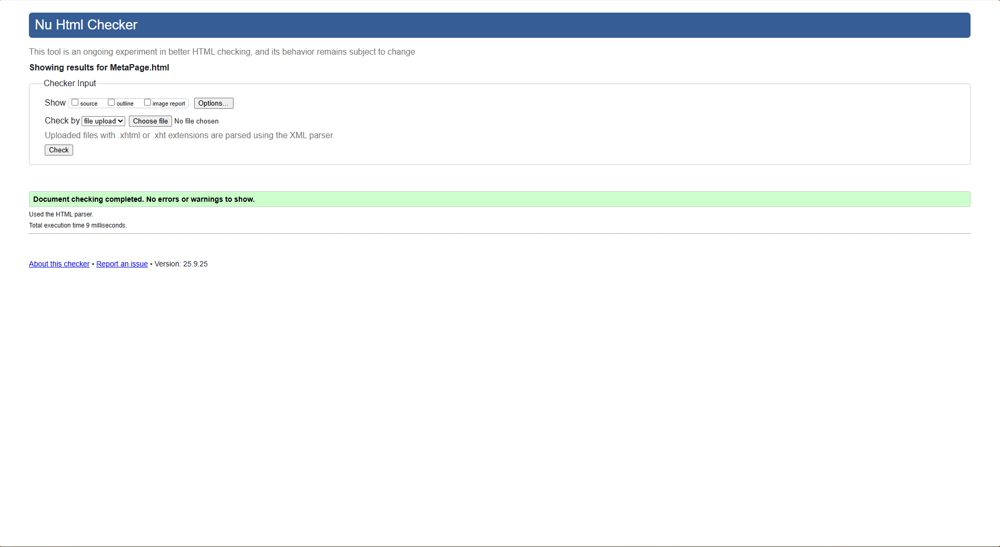 Nu Html Checker
This tool is an ongoing experiment in better HTML checking, and its behavior remains subject to change
Showing results for MetaPage.html
Checker Input
Show source outline image report Options...
Check by file upload Choose file No file chosen
Uploaded files with .xhtml or .xht extensions are parsed using the XML parser.
Check
Document checking completed. No errors or warnings to show.
Used the HTML parser.
Total execution time 9 milliseconds.
About this checker • Report an issue • Version: 25.9.25